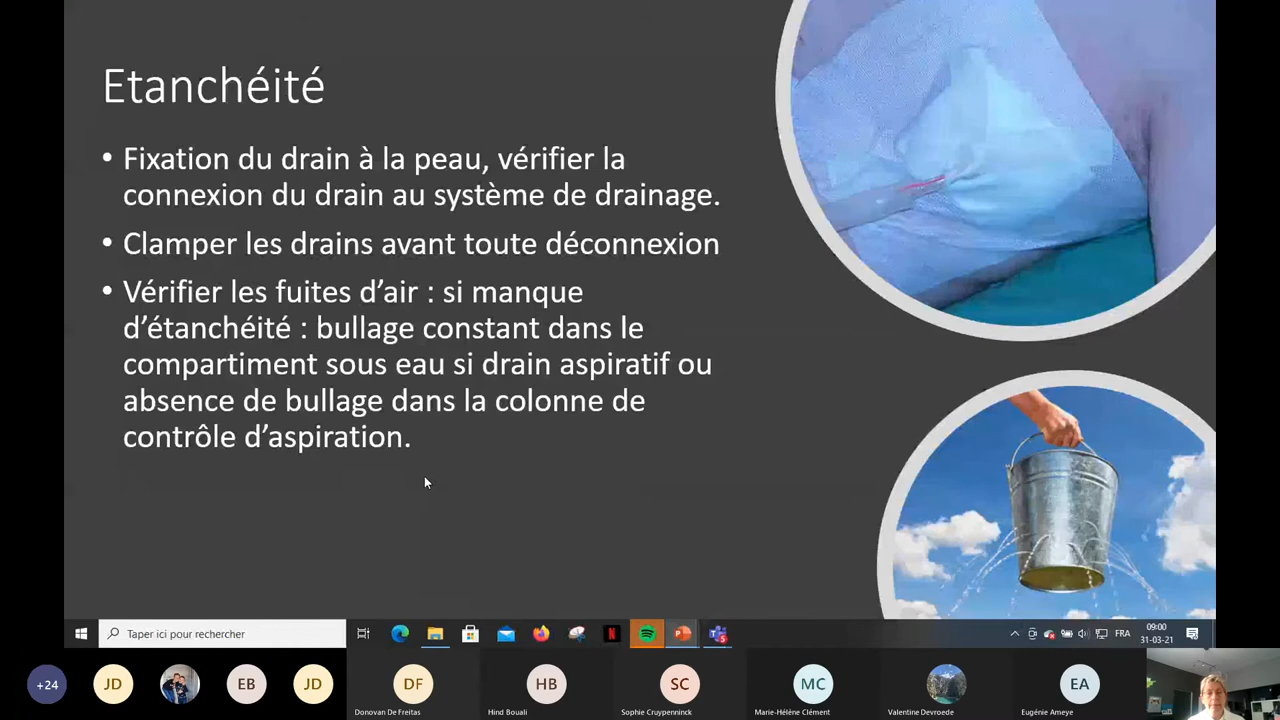 Etanchéité
• Fixation du drain à la peau, vérifier la
connexion du drain au système de drainage.
• Clamper les drains avant toute déconnexion
• Vérifier les fuites d’air : si manque
d’étanchéité : bullage constant dans le
compartiment sous eau si drain aspiratif ou
absence de bullage dans la colonne de
contrôle d’aspiration.
Taper ici pour rechercher
N
FRA
09:00
31-03-21
+24
JD
EB
JD
DF
HB
SC
MC
EA
Donovan De Freitas
Hind Bouali
Sophie Cruypenninck
Marie-Hélène Clément
Valentine Devroede
Eugénie Ameye